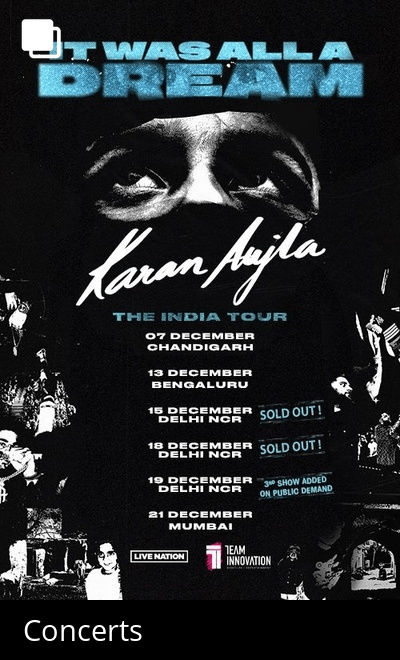 IT WAS ALL A
DREAM
Karan Aujla
THE INDIA TOUR
07 DECEMBER
CHANDIGARH
13 DECEMBER
BENGALURU
15 DECEMBER
DELHI NCR
SOLD OUT!
18 DECEMBER
DELHI NCR
SOLD OUT!
19 DECEMBER
DELHI NCR
3RD SHOW ADDED
ON PUBLIC DEMAND
21 DECEMBER
MUMBAI
LIVE NATION
TEAM
INNOVATION
Concerts